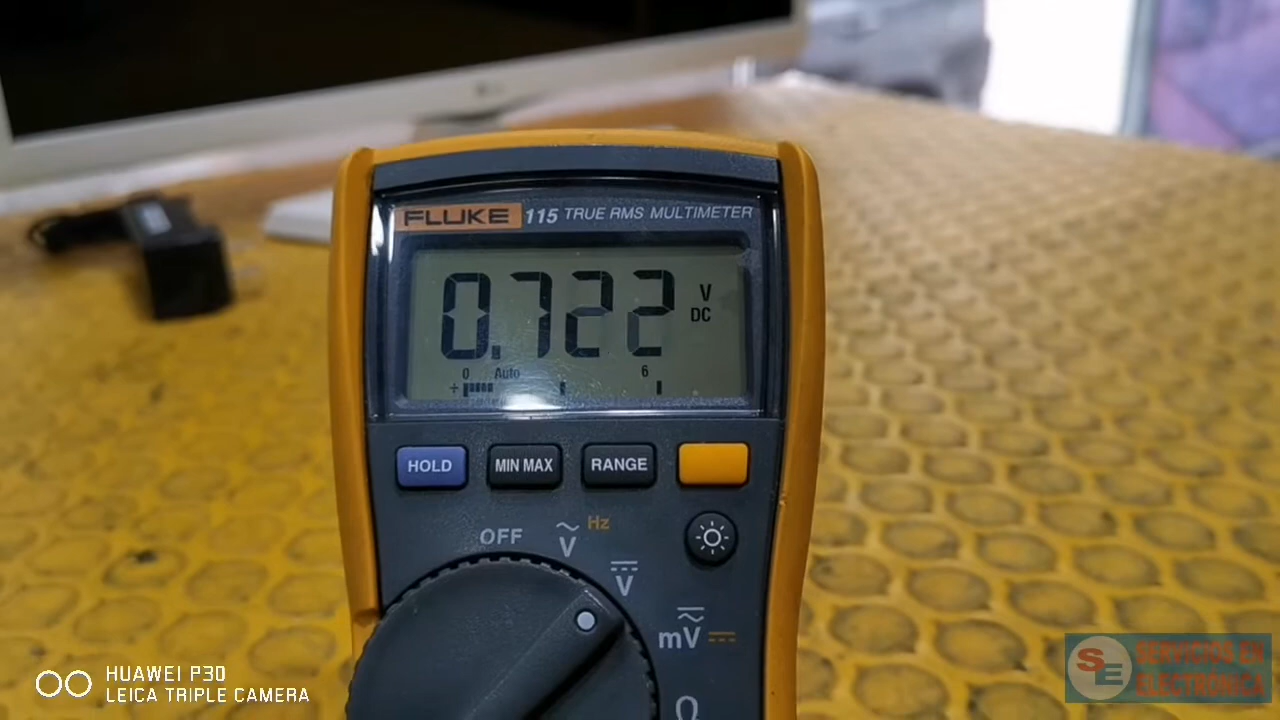 FLUKE 115 TRUE RMS MULTIMETER
0.722 V DC
0 Auto 6
+
HOLD MIN MAX RANGE
OFF V Hz
V
mV
Ω
HUAWEI P30
LEICA TRIPLE CAMERA
SE SERVICIOS EN
ELECTRONICA